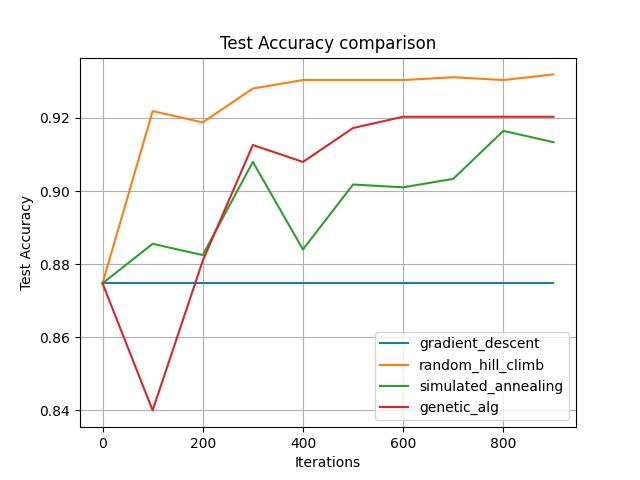 Test Accuracy comparison
0.92
0.90
0.88
0.86
0.84
Test Accuracy
gradient_descent
random_hill_climb
simulated_annealing
genetic_alg
0 200 400 600 800
Iterations